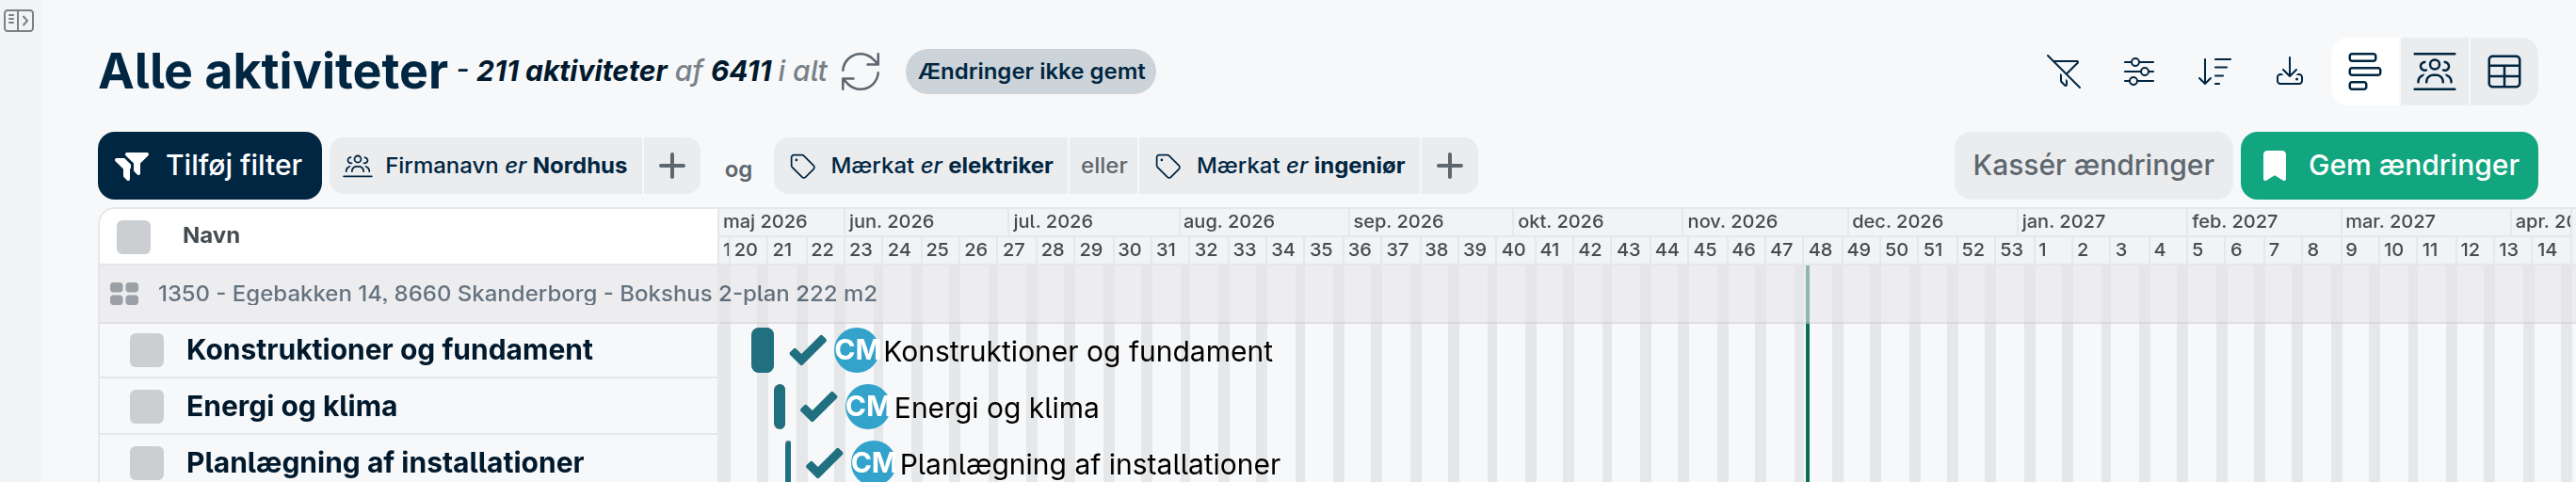 Alle aktiviteter - 211 aktiviteter af 6411 i alt Ændringer ikke gemt
Tilføj filter Firmanavn er Nordhus + og Mærkat er elektriker eller Mærkat er ingeniør + Kassér ændringer Gem ændringer
Navn
maj 2026 jun. 2026 jul. 2026 aug. 2026 sep. 2026 okt. 2026 nov. 2026 dec. 2026 jan. 2027 feb. 2027 mar. 2027 apr.
20 21 22 23 24 25 26 27 28 29 30 31 32 33 34 35 36 37 38 39 40 41 42 43 44 45 46 47 48 49 50 51 52 53 1 2 3 4 5 6 7 8 9 10 11 12 13 14
1350 - Egebakken 14, 8660 Skanderborg - Bokshus 2-plan 222 m2
Konstruktioner og fundament CM Konstruktioner og fundament
Energi og klima CM Energi og klima
Planlægning af installationer CM Planlægning af installationer